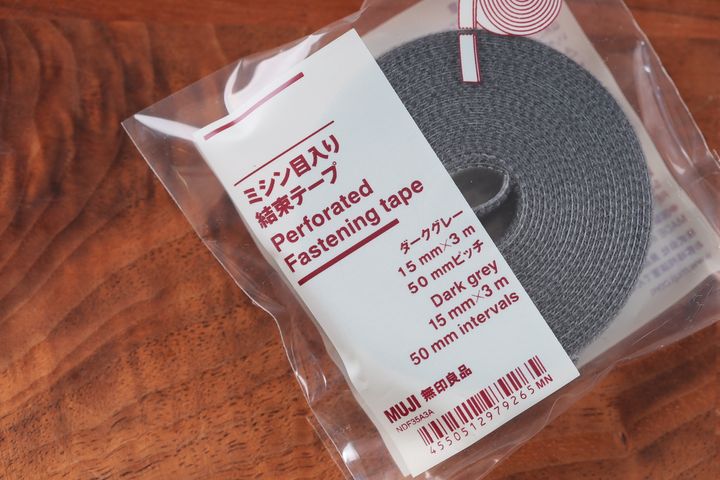 ミシン目入り
結束テープ
Perforated
Fastening tape
ダークグレー
15 mm×3 m
50 mmピッチ
Dark grey
15 mm×3 m
50 mm intervals
MUJI 無印良品
NDF35A3A
4550512979265 MN